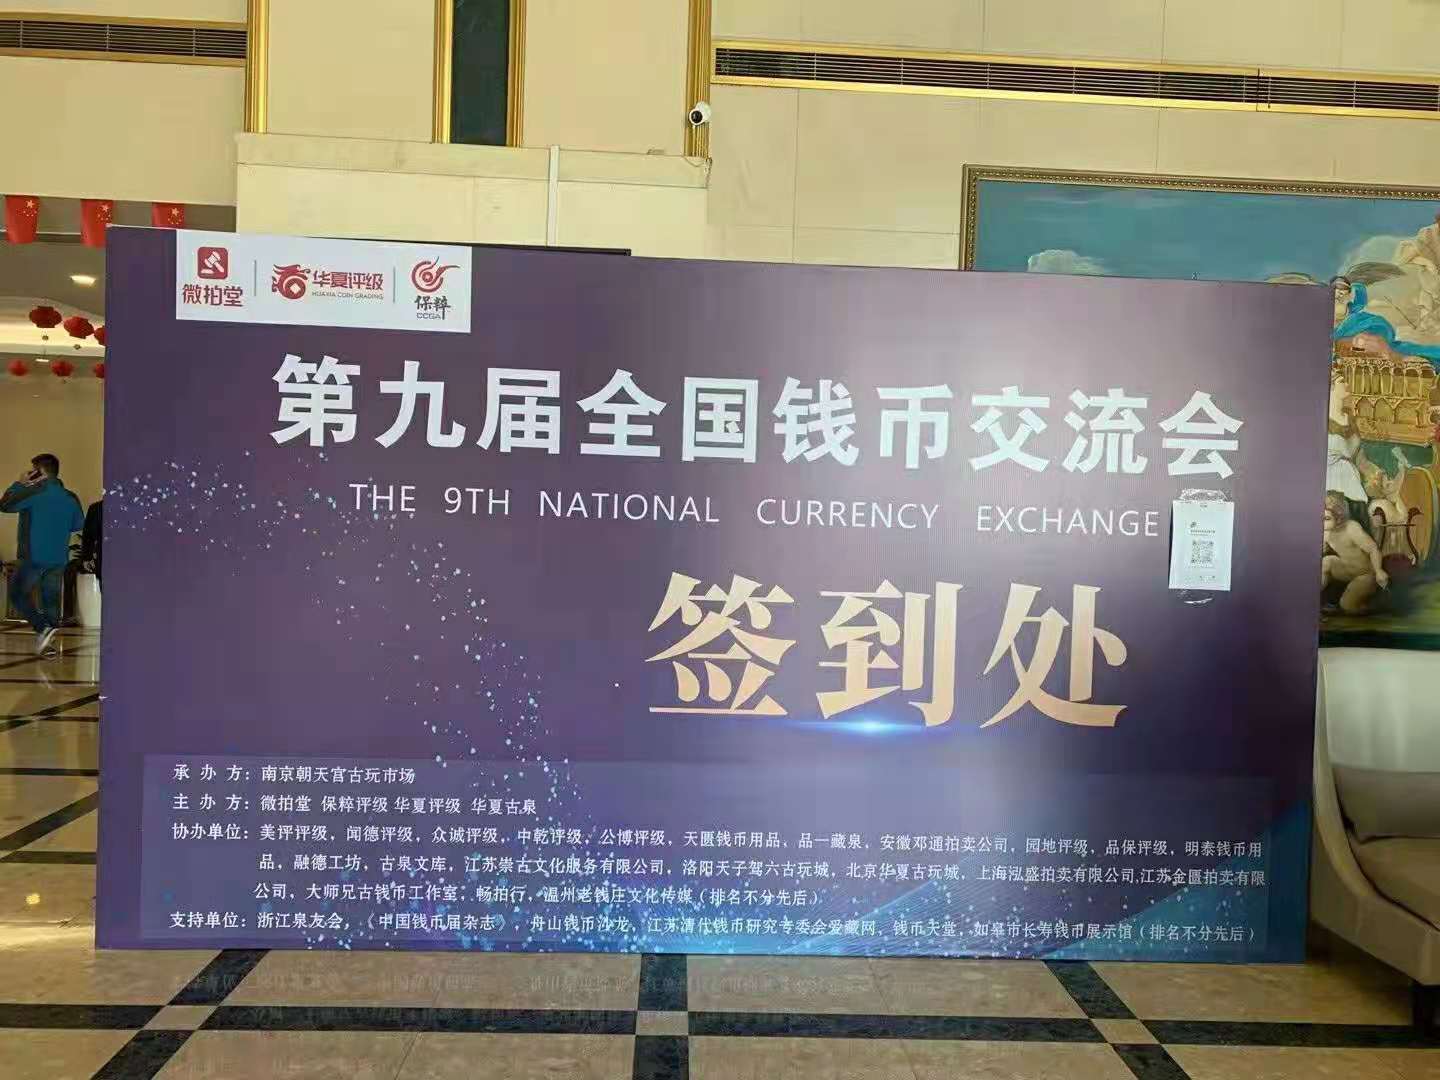 微拍堂
华夏评级
HUAXIA COIN GRADING
保粹
CCGA
第九届全国钱币交流会
THE 9TH NATIONAL CURRENCY EXCHANGE
签到处
承办方：南京朝天宫古玩市场
主办方：微拍堂 保粹评级 华夏评级 华夏古泉
协办单位：美评评级，闻德评级，众诚评级，中乾评级，公博评级，天匮钱币用品，品一藏泉，安徽邓通拍卖公司，园地评级，品保评级，明泰钱币用
品，融德工坊，古泉文库，江苏崇古文化服务有限公司，洛阳天子驾六古玩城，北京华夏古玩城，上海泓盛拍卖有限公司,江苏金匮拍卖有限
公司，大师兄古钱币工作室，畅拍行，温州老钱庄文化传媒（排名不分先后）
支持单位：浙江泉友会，《中国钱币届杂志》，舟山钱币沙龙，江苏清代钱币研究专委会爱藏网，钱币天堂，如皋市长寿钱币展示馆（排名不分先后）